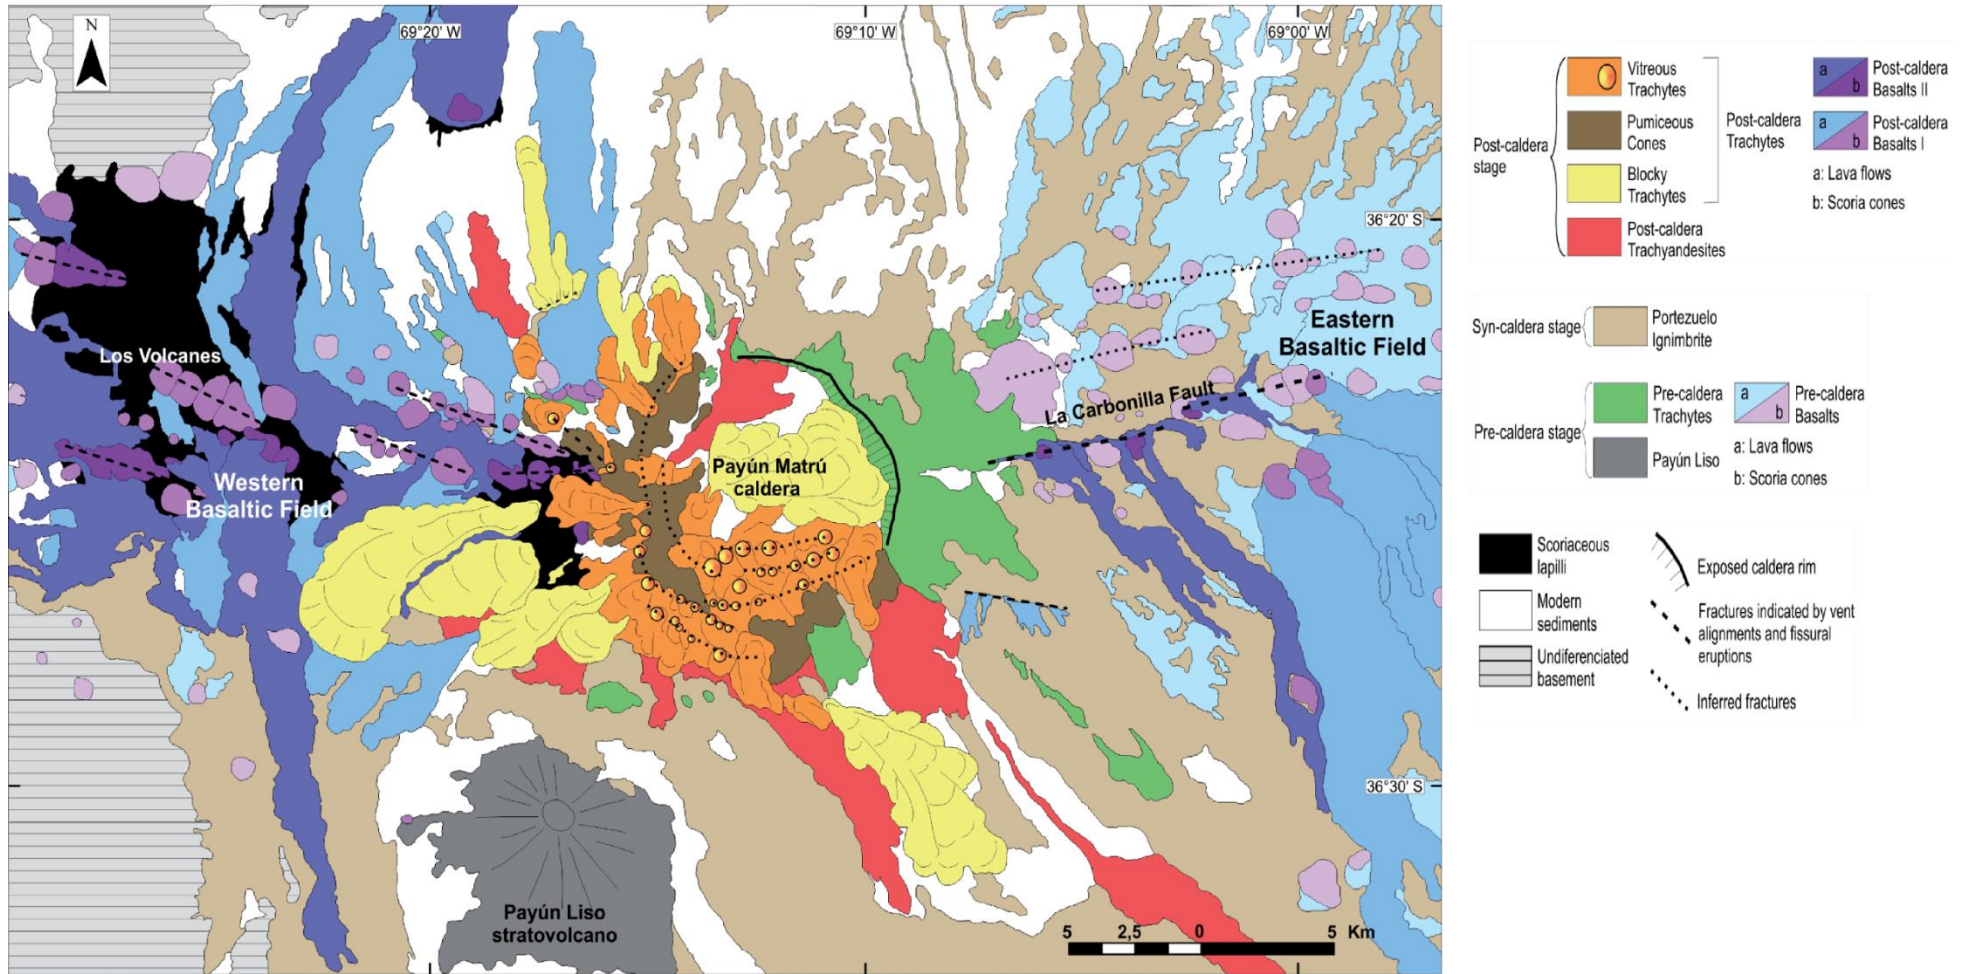 N
69°20' W
69°10' W
69°00' W
36°20' S
36°30' S
Los Volcanes
Western
Basaltic Field
Eastern
Basaltic Field
La Carbonilla Fault
Payún Matrú
caldera
Payún Liso
stratovolcano
5 2,5 0 5 Km
Post-caldera
stage
Vitreous
Trachytes
Pumiceous
Cones
Blocky
Trachytes
Post-caldera
Trachyandesites
Post-caldera
Trachytes
a
b
Post-caldera
Basalts II
a
b
Post-caldera
Basalts I
a: Lava flows
b: Scoria cones
Syn-caldera stage
Portezuelo
Ignimbrite
Pre-caldera stage
Pre-caldera
Trachytes
Payún Liso
a
b
Pre-caldera
Basalts
a: Lava flows
b: Scoria cones
Scoriaceous
lapilli
Modern
sediments
Undiferenciated
basement
Exposed caldera rim
Fractures indicated by vent
alignments and fissural
eruptions
Inferred fractures